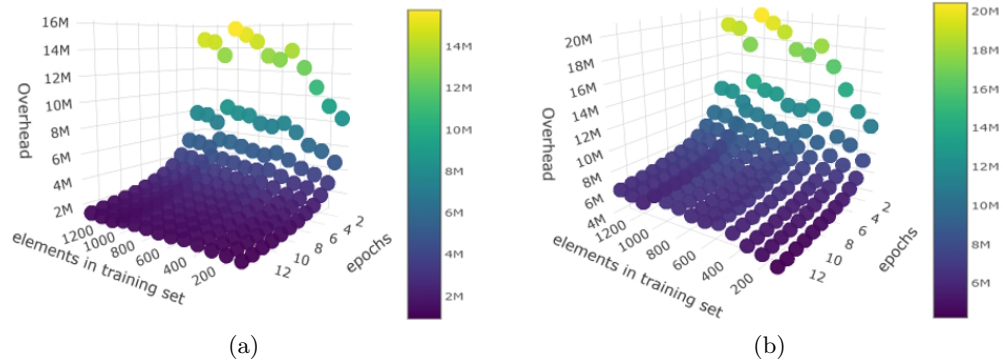 16M
14M
12M
10M
8M
6M
4M
2M
Overhead
1200
1000
800
600
400
200
elements in training set
2
4
6
8
10
12
epochs
14M
12M
10M
8M
6M
4M
2M
(a)
20M
18M
16M
14M
12M
10M
8M
6M
4M
Overhead
1200
1000
800
600
400
200
elements in training set
2
4
6
8
10
12
epochs
20M
18M
16M
14M
12M
10M
8M
6M
(b)